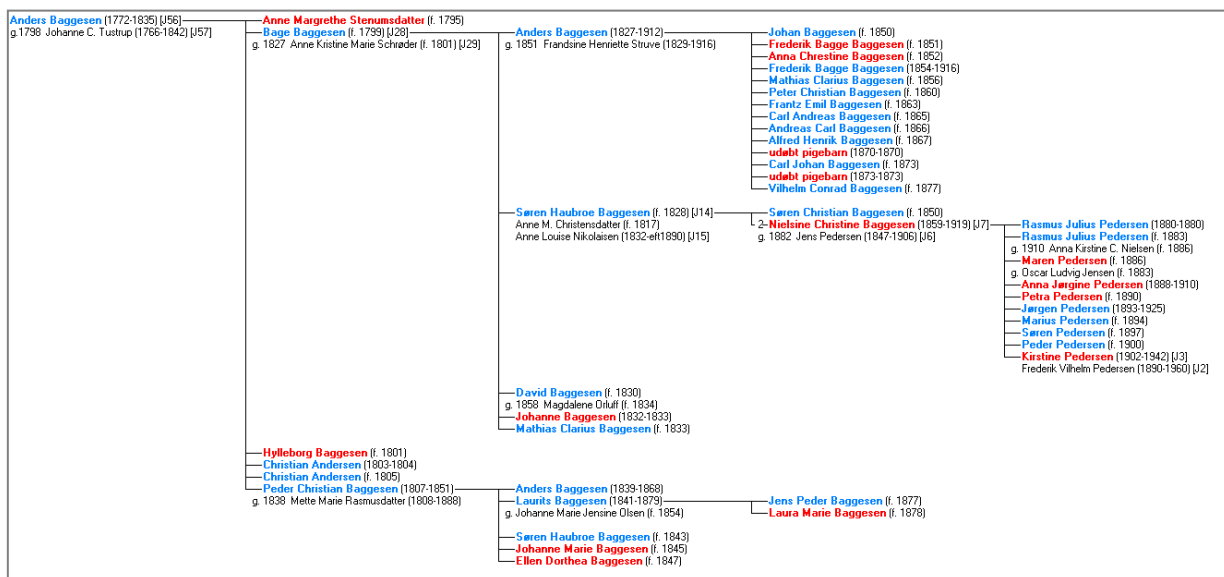 Anders Baggesen (1772-1835) [J56]
g.1798 Johanne C. Tustrup (1766-1842) [J57]
Anne Margrethe Stenumsdatter (f. 1795)
Bage Baggesen (f. 1799) [J28]
g. 1827 Anne Kristine Marie Schrøder (f. 1801) [J29]
Anders Baggesen (1827-1912)
g. 1851 Frandsine Henriette Struve (1829-1916)
Johan Baggesen (f. 1850)
Frederik Bagge Baggesen (f. 1851)
Anna Chrestine Baggesen (f. 1852)
Frederik Bagge Baggesen (1854-1916)
Mathias Clarius Baggesen (f. 1856)
Peter Christian Baggesen (f. 1860)
Frantz Emil Baggesen (f. 1863)
Carl Andreas Baggesen (f. 1865)
Andreas Carl Baggesen (f. 1866)
Alfred Henrik Baggesen (f. 1867)
udøbt pigebarn (1870-1870)
Carl Johan Baggesen (f. 1873)
udøbt pigebarn (1873-1873)
Vilhelm Conrad Baggesen (f. 1877)
Søren Haubroe Baggesen (f. 1828) [J14]
Anne M. Christensdatter (f. 1817)
Anne Louise Nikolaisen (1832-eft1890) [J15]
Søren Christian Baggesen (f. 1850)
2 Nielsine Christine Baggesen (1859-1919) [J7]
g. 1882 Jens Pedersen (1847-1906) [J6]
Rasmus Julius Pedersen (1880-1880)
Rasmus Julius Pedersen (f. 1883)
g. 1910 Anna Kirstine C. Nielsen (f. 1886)
Maren Pedersen (f. 1886)
g. Oscar Ludvig Jensen (f. 1883)
Anna Jørgine Pedersen (1888-1910)
Petra Pedersen (f. 1890)
Jørgen Pedersen (1893-1925)
Marius Pedersen (f. 1894)
Søren Pedersen (f. 1897)
Peder Pedersen (f. 1900)
Kirstine Pedersen (1902-1942) [J3]
Frederik Vilhelm Pedersen (1890-1960) [J2]
David Baggesen (f. 1830)
g. 1858 Magdalene Orluff (f. 1834)
Johanne Baggesen (1832-1833)
Mathias Clarius Baggesen (f. 1833)
Hylleborg Baggesen (f. 1801)
Christian Andersen (1803-1804)
Christian Andersen (f. 1805)
Peder Christian Baggesen (1807-1851)
g. 1838 Mette Marie Rasmusdatter (1808-1888)
Anders Baggesen (1839-1868)
Laurits Baggesen (1841-1879)
g. Johanne Marie Jensine Olsen (f. 1854)
Jens Peder Baggesen (f. 1877)
Laura Marie Baggesen (f. 1878)
Søren Haubroe Baggesen (f. 1843)
Johanne Marie Baggesen (f. 1845)
Ellen Dorthea Baggesen (f. 1847)